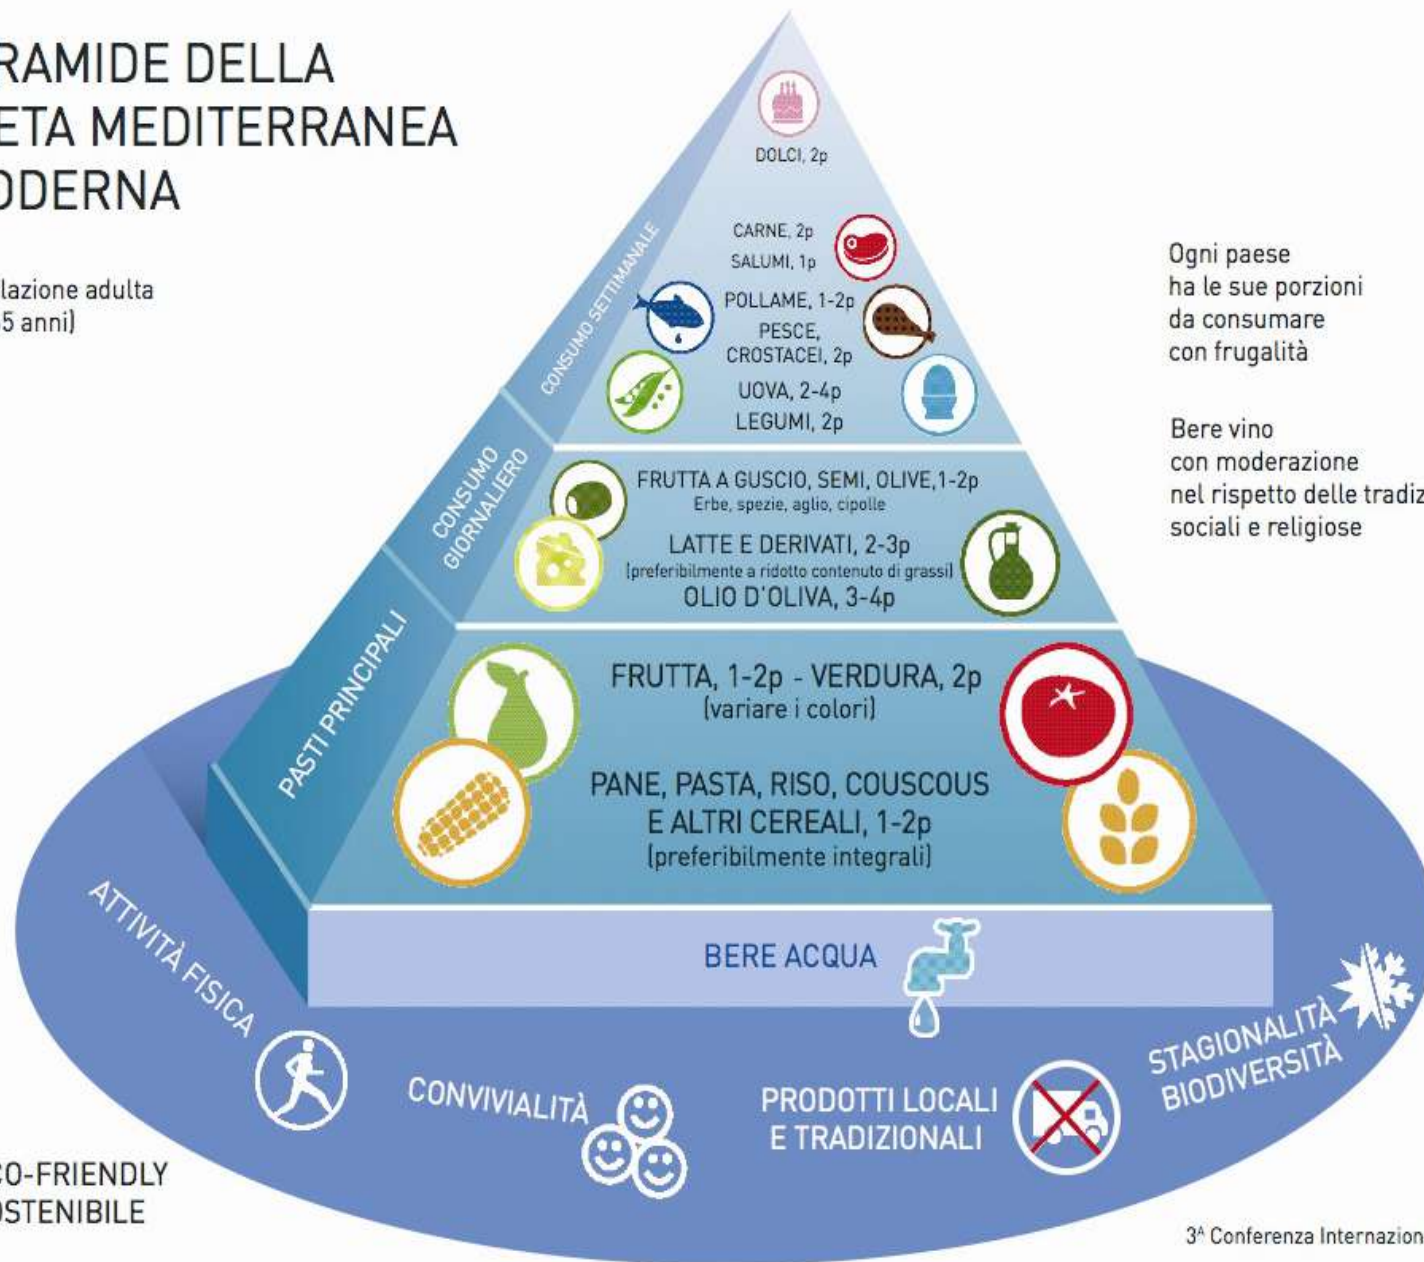 RAMIDE DELLA
ETA MEDITERRANEA
ODERNA
lazione adulta
5 anni)
DOLCI, 2p
CARNE, 2p
SALUMI, 1p
POLLAME, 1-2p
PESCE,
CROSTACEI, 2p
UOVA, 2-4p
LEGUMI, 2p
CONSUMO SETTIMANALE
Ogni paese
ha le sue porzioni
da consumare
con frugalità
Bere vino
con moderazione
nel rispetto delle tradiz
sociali e religiose
CONSUMO
GIORNALIERO
FRUTTA A GUSCIO, SEMI, OLIVE,1-2p
Erbe, spezie, aglio, cipolle
LATTE E DERIVATI, 2-3p
(preferibilmente a ridotto contenuto di grassi)
OLIO D'OLIVA, 3-4p
PASTI PRINCIPALI
FRUTTA, 1-2p - VERDURA, 2p
(variare i colori)
PANE, PASTA, RISO, COUSCOUS
E ALTRI CEREALI, 1-2p
(preferibilmente integrali)
BERE ACQUA
ATTIVITÀ FISICA
CONVIVIALITÀ
PRODOTTI LOCALI
E TRADIZIONALI
STAGIONALITÀ
BIODIVERSITÀ
CO-FRIENDLY
OSTENIBILE
3ᴬ Conferenza Internazion